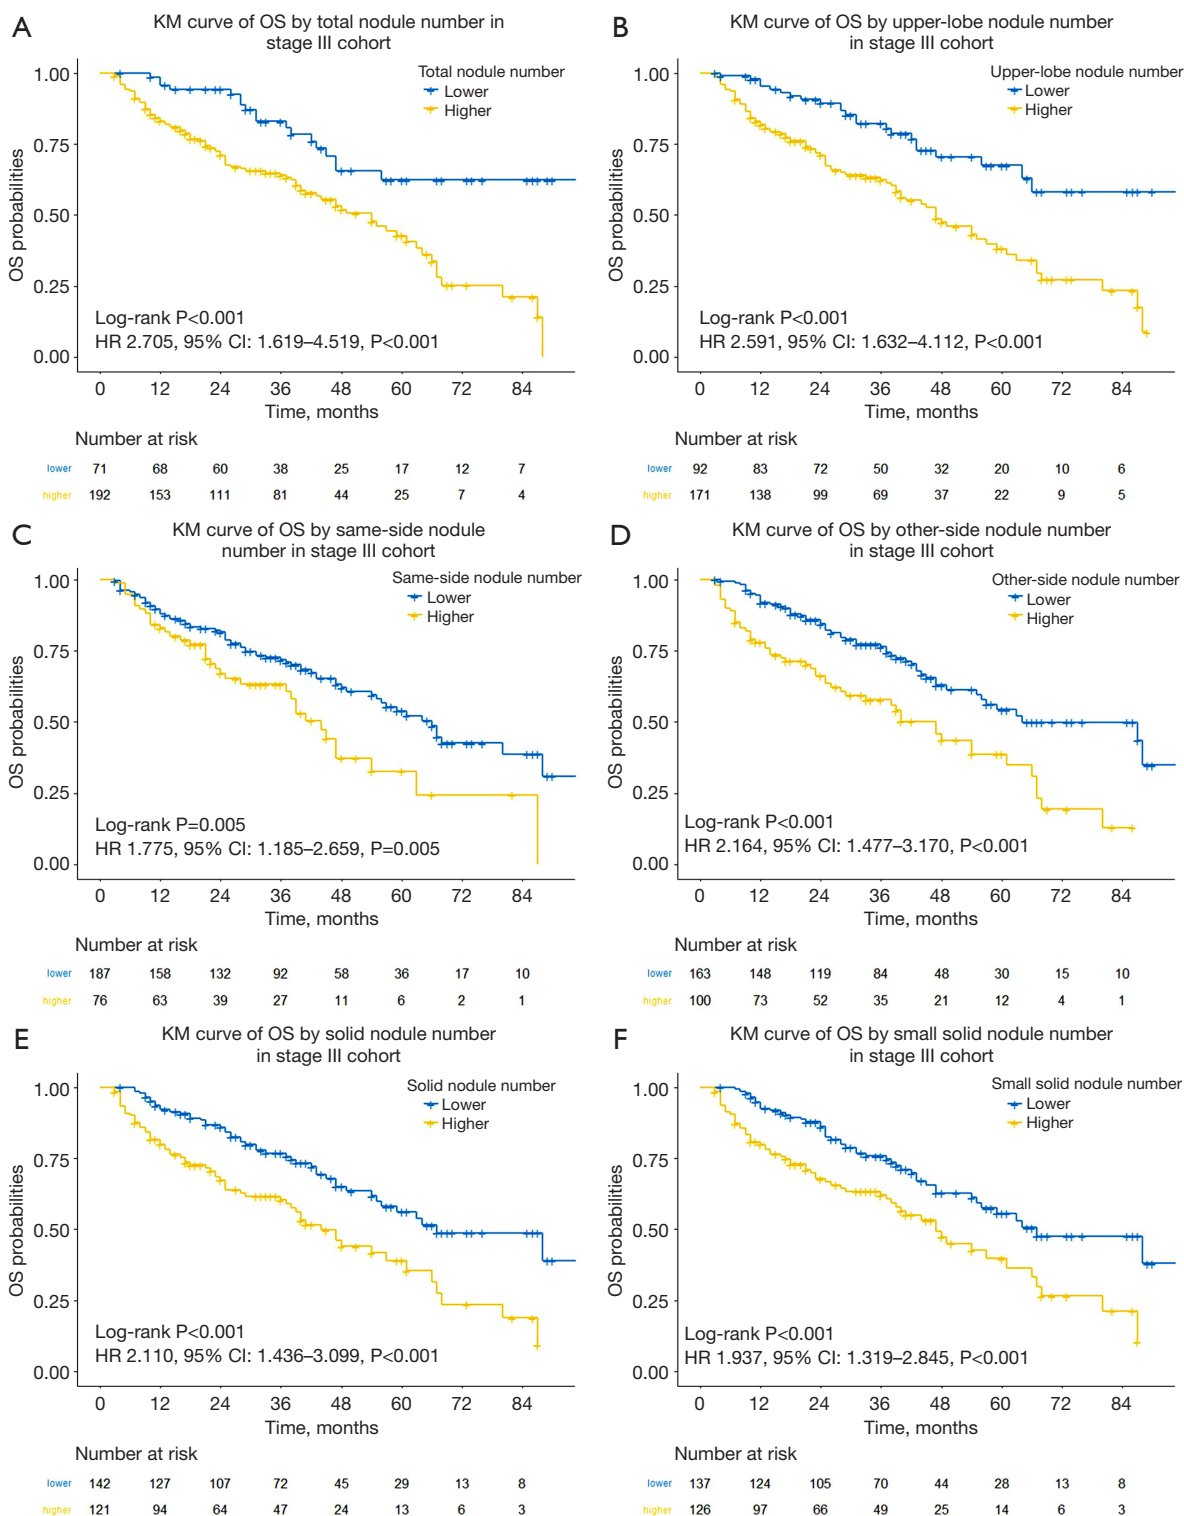 A
KM curve of OS by total nodule number in
stage III cohort
Total nodule number
Lower
Higher
OS probabilities
1.00
0.75
0.50
0.25
0.00
Log-rank P<0.001
HR 2.705, 95% CI: 1.619–4.519, P<0.001
0 12 24 36 48 60 72 84
Time, months
Number at risk
lower 71 68 60 38 25 17 12 7
higher 192 153 111 81 44 25 7 4
B
KM curve of OS by upper-lobe nodule number
in stage III cohort
Upper-lobe nodule number
Lower
Higher
OS probabilities
1.00
0.75
0.50
0.25
0.00
Log-rank P<0.001
HR 2.591, 95% CI: 1.632–4.112, P<0.001
0 12 24 36 48 60 72 84
Time, months
Number at risk
lower 92 83 72 50 32 20 10 6
higher 171 138 99 69 37 22 9 5
C
KM curve of OS by same-side nodule
number in stage III cohort
Same-side nodule number
Lower
Higher
OS probabilities
1.00
0.75
0.50
0.25
0.00
Log-rank P=0.005
HR 1.775, 95% CI: 1.185–2.659, P=0.005
0 12 24 36 48 60 72 84
Time, months
Number at risk
lower 187 158 132 92 58 36 17 10
higher 76 63 39 27 11 6 2 1
D
KM curve of OS by other-side nodule number
in stage III cohort
Other-side nodule number
Lower
Higher
OS probabilities
1.00
0.75
0.50
0.25
0.00
Log-rank P<0.001
HR 2.164, 95% CI: 1.477–3.170, P<0.001
0 12 24 36 48 60 72 84
Time, months
Number at risk
lower 163 148 119 84 48 30 15 10
higher 100 73 52 35 21 12 4 1
E
KM curve of OS by solid nodule number
in stage III cohort
Solid nodule number
Lower
Higher
OS probabilities
1.00
0.75
0.50
0.25
0.00
Log-rank P<0.001
HR 2.110, 95% CI: 1.436–3.099, P<0.001
0 12 24 36 48 60 72 84
Time, months
Number at risk
lower 142 127 107 72 45 29 13 8
higher 121 94 64 47 24 13 6 3
F
KM curve of OS by small solid nodule number
in stage III cohort
Small solid nodule number
Lower
Higher
OS probabilities
1.00
0.75
0.50
0.25
0.00
Log-rank P<0.001
HR 1.937, 95% CI: 1.319–2.845, P<0.001
0 12 24 36 48 60 72 84
Time, months
Number at risk
lower 137 124 105 70 44 28 13 8
higher 126 97 66 49 25 14 6 3